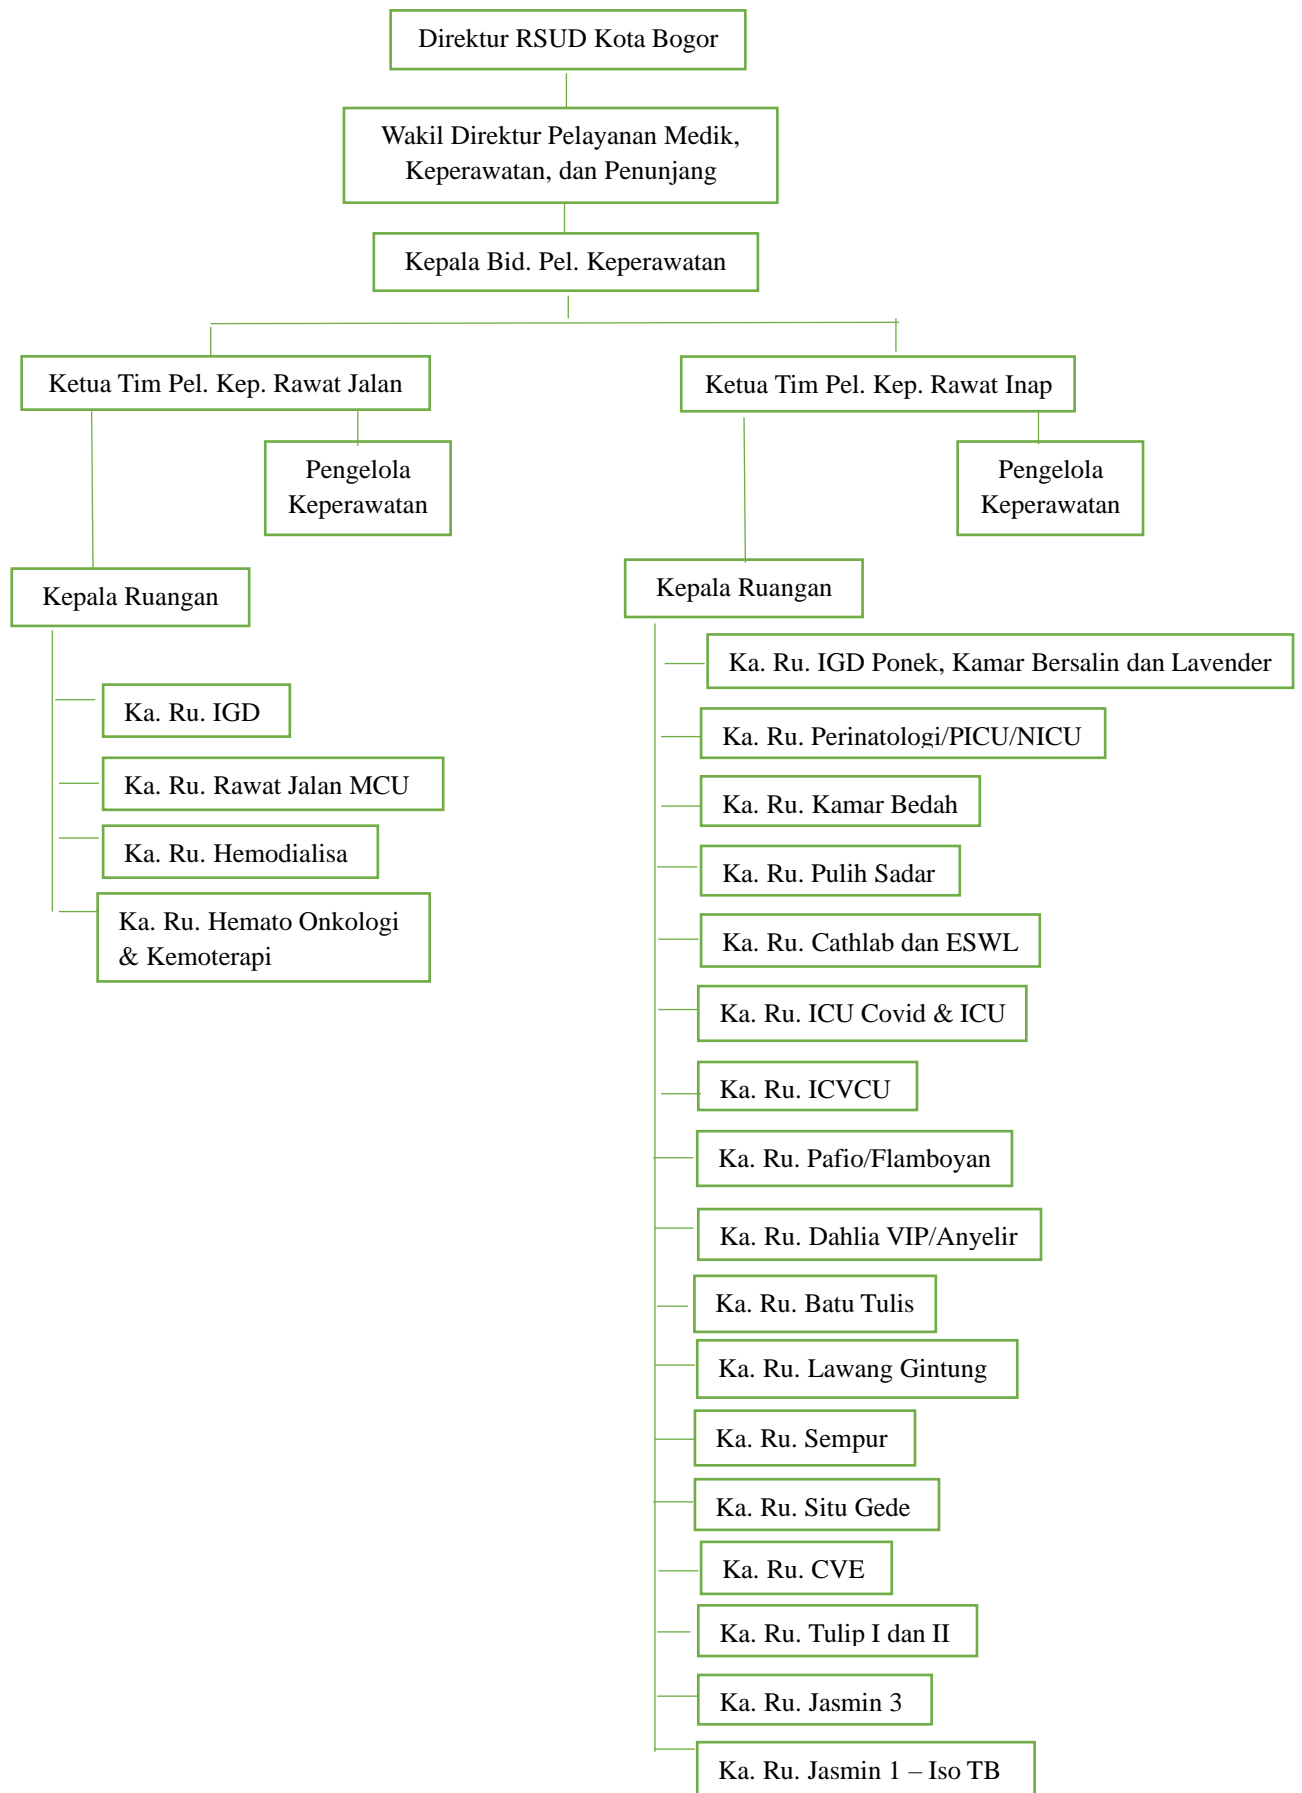 Direktur RSUD Kota Bogor
Wakil Direktur Pelayanan Medik,
Keperawatan, dan Penunjang
Kepala Bid. Pel. Keperawatan
Ketua Tim Pel. Kep. Rawat Jalan
Pengelola
Keperawatan
Kepala Ruangan
Ka. Ru. IGD
Ka. Ru. Rawat Jalan MCU
Ka. Ru. Hemodialisa
Ka. Ru. Hemato Onkologi
& Kemoterapi
Ketua Tim Pel. Kep. Rawat Inap
Pengelola
Keperawatan
Kepala Ruangan
Ka. Ru. IGD Ponek, Kamar Bersalin dan Lavender
Ka. Ru. Perinatologi/PICU/NICU
Ka. Ru. Kamar Bedah
Ka. Ru. Pulih Sadar
Ka. Ru. Cathlab dan ESWL
Ka. Ru. ICU Covid & ICU
Ka. Ru. ICVCU
Ka. Ru. Pafio/Flamboyan
Ka. Ru. Dahlia VIP/Anyelir
Ka. Ru. Batu Tulis
Ka. Ru. Lawang Gintung
Ka. Ru. Sempur
Ka. Ru. Situ Gede
Ka. Ru. CVE
Ka. Ru. Tulip I dan II
Ka. Ru. Jasmin 3
Ka. Ru. Jasmin 1 – Iso TB